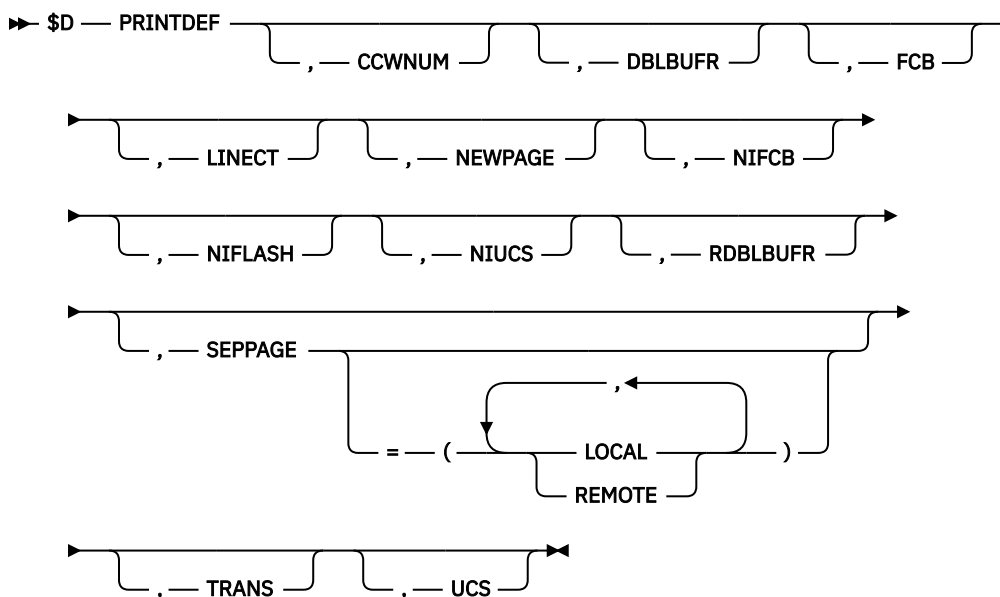 $D PRINTDEF , CCWNUM , DBLBUFR , FCB
, LINECT , NEWPAGE , NIFCB
, NIFLASH , NIUCS , RDBLBUFR
, SEPPAGE
,
= ( LOCAL )
REMOTE
, TRANS , UCS